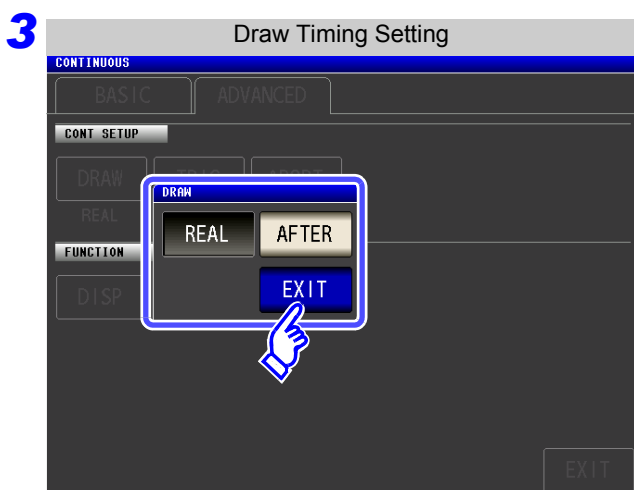 3
Draw Timing Setting
CONTINUOUS
BASIC ADVANCED
CONT SETUP
DRAW
REAL
DRAW
REAL AFTER
EXIT
FUNCTION
DISP
EXIT